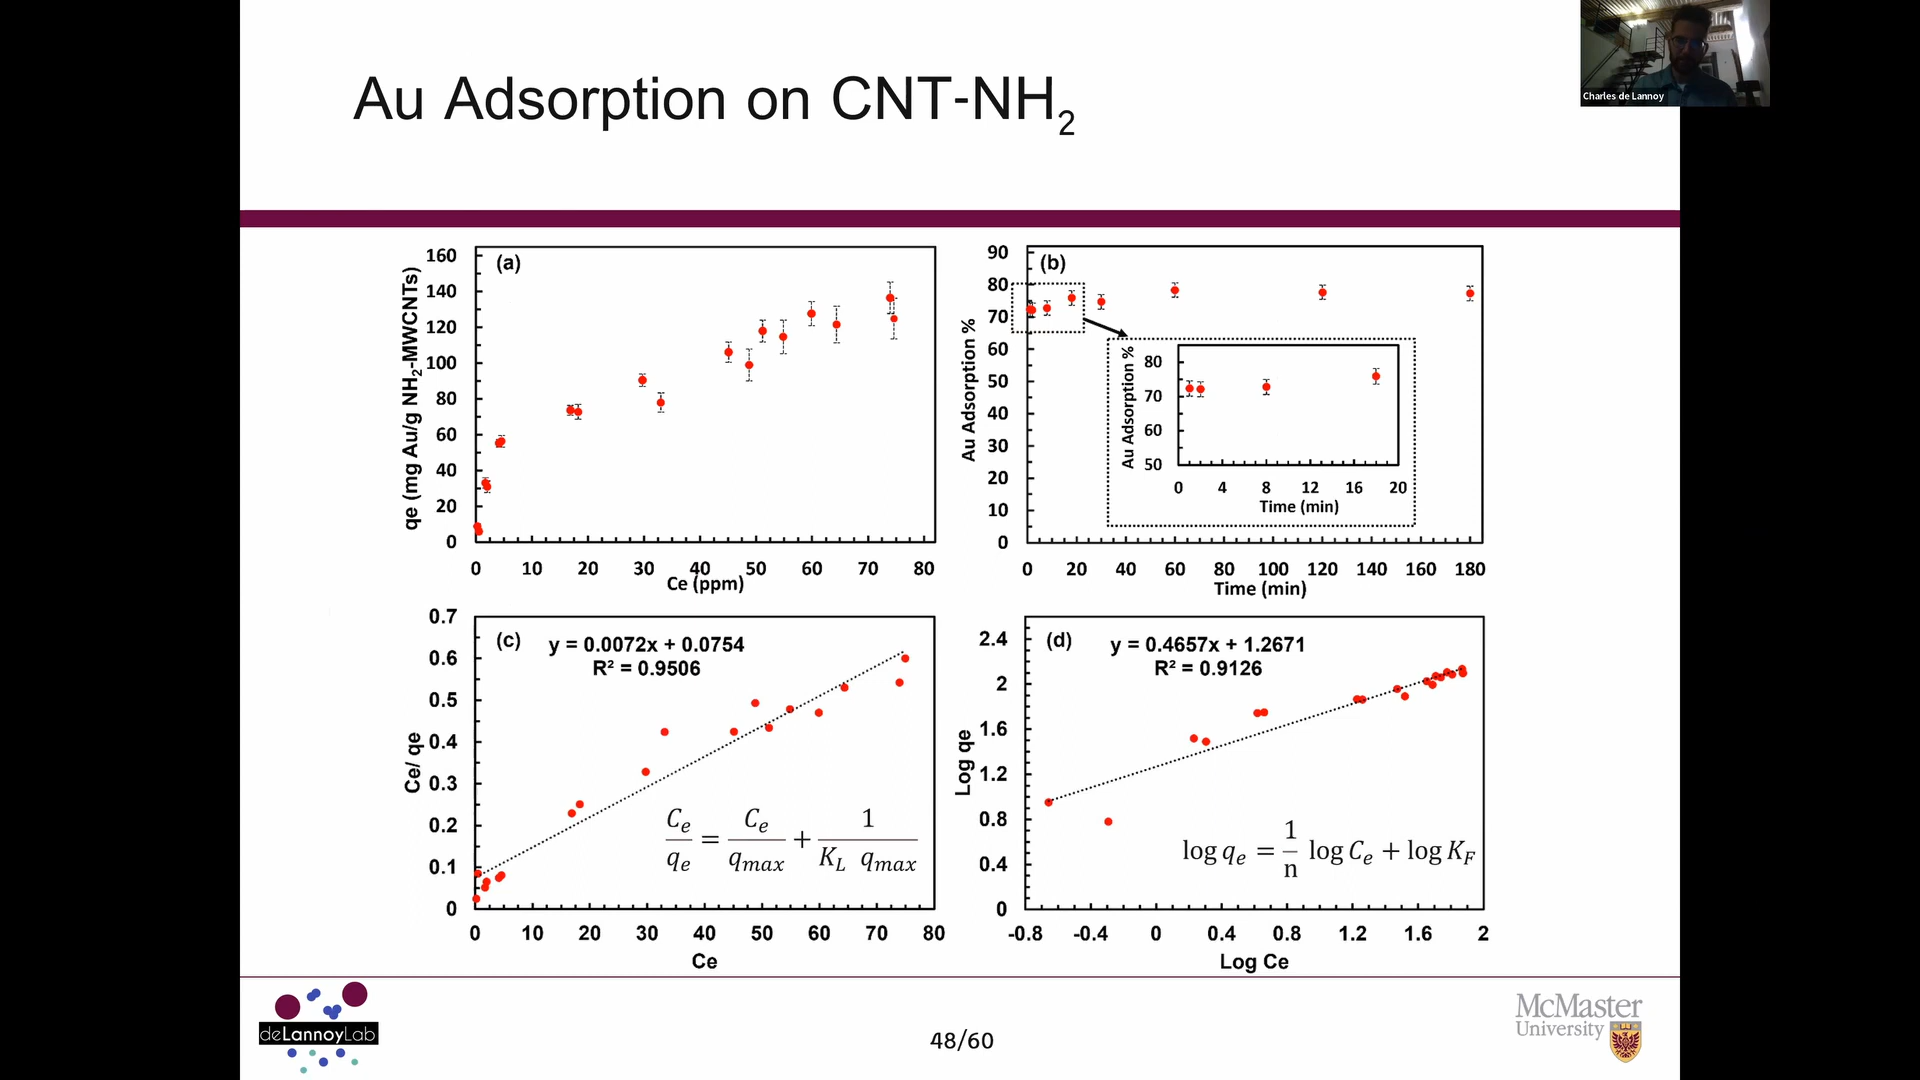 Au Adsorption on CNT-NH2
Charles de Lannoy
(a)
160
140
120
100
80
60
40
20
0
qe (mg Au/g NH2-MWCNTs)
0 10 20 30 40 50 60 70 80
Ce (ppm)
(b)
90
80
70
60
50
40
30
20
10
0
Au Adsorption %
80
70
60
50
Au Adsorption %
0 4 8 12 16 20
Time (min)
0 20 40 60 80 100 120 140 160 180
Time (min)
(c)
y = 0.0072x + 0.0754
R² = 0.9506
0.7
0.6
0.5
0.4
0.3
0.2
0.1
0
Ce/ qe
Ce/qe = Ce/qmax + 1/KL qmax
0 10 20 30 40 50 60 70 80
Ce
(d)
y = 0.4657x + 1.2671
R² = 0.9126
2.4
2
1.6
1.2
0.8
0.4
0
Log qe
log qe = 1/n log Ce + log KF
-0.8 -0.4 0 0.4 0.8 1.2 1.6 2
Log Ce
deLannoyLab
48/60
McMaster
University